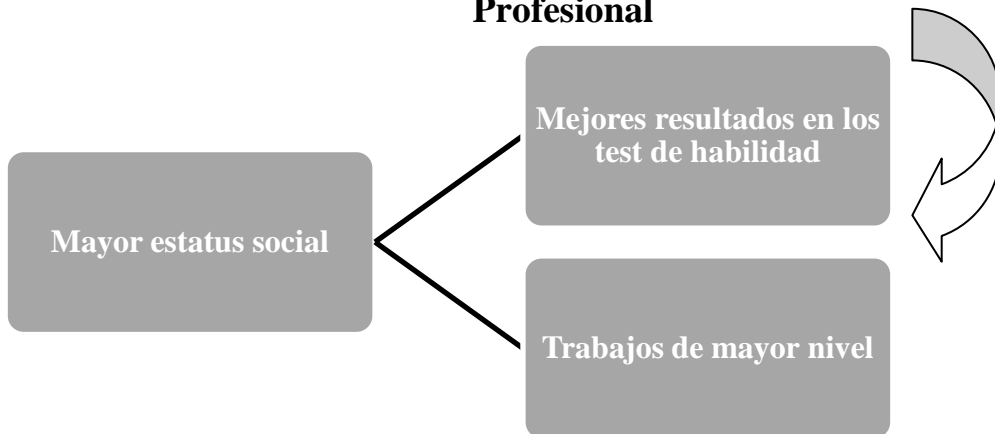 Profesional
Mejores resultados en los
test de habilidad
Mayor estatus social
Trabajos de mayor nivel